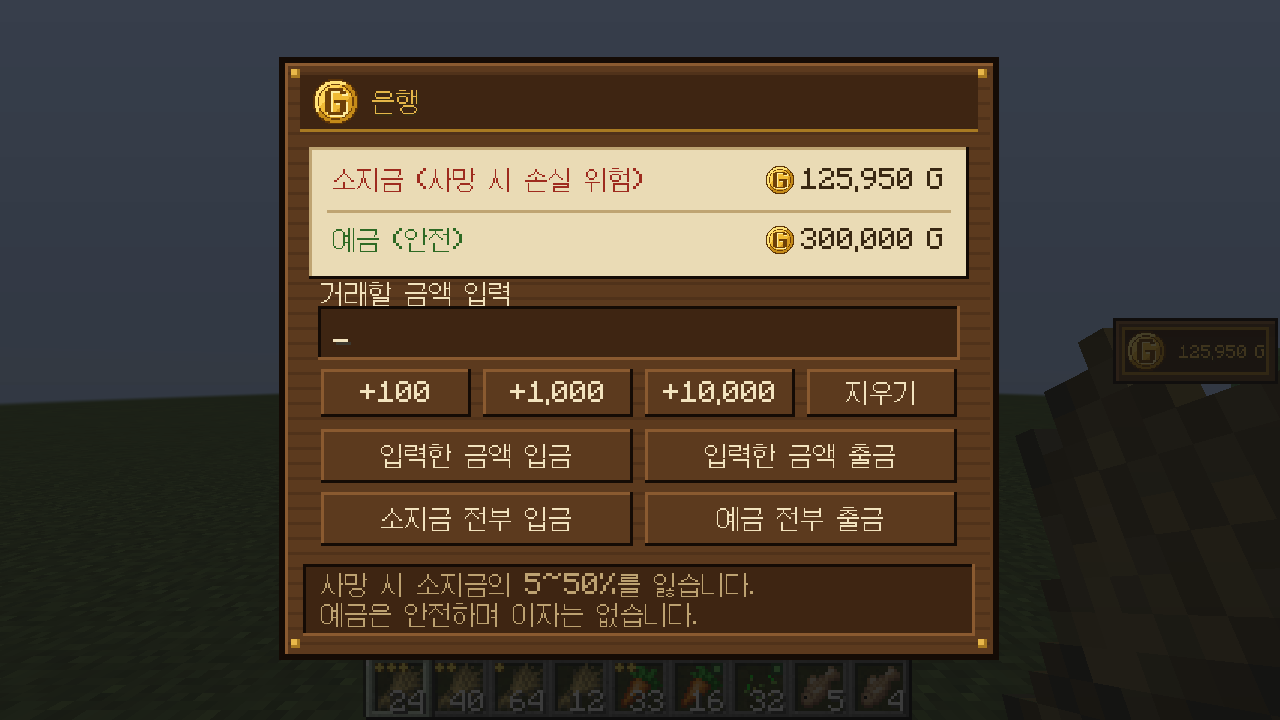 G 은행
소지금 (사망 시 손실 위험) G 125,950 G
예금 (안전) G 300,000 G
거래할 금액 입력
_
+100 +1,000 +10,000 지우기
입력한 금액 입금 입력한 금액 출금
소지금 전부 입금 예금 전부 출금
사망 시 소지금의 5~50%를 잃습니다.
예금은 안전하며 이자는 없습니다.
G 125,950 G
24 40 64 12 33 16 32 5 4